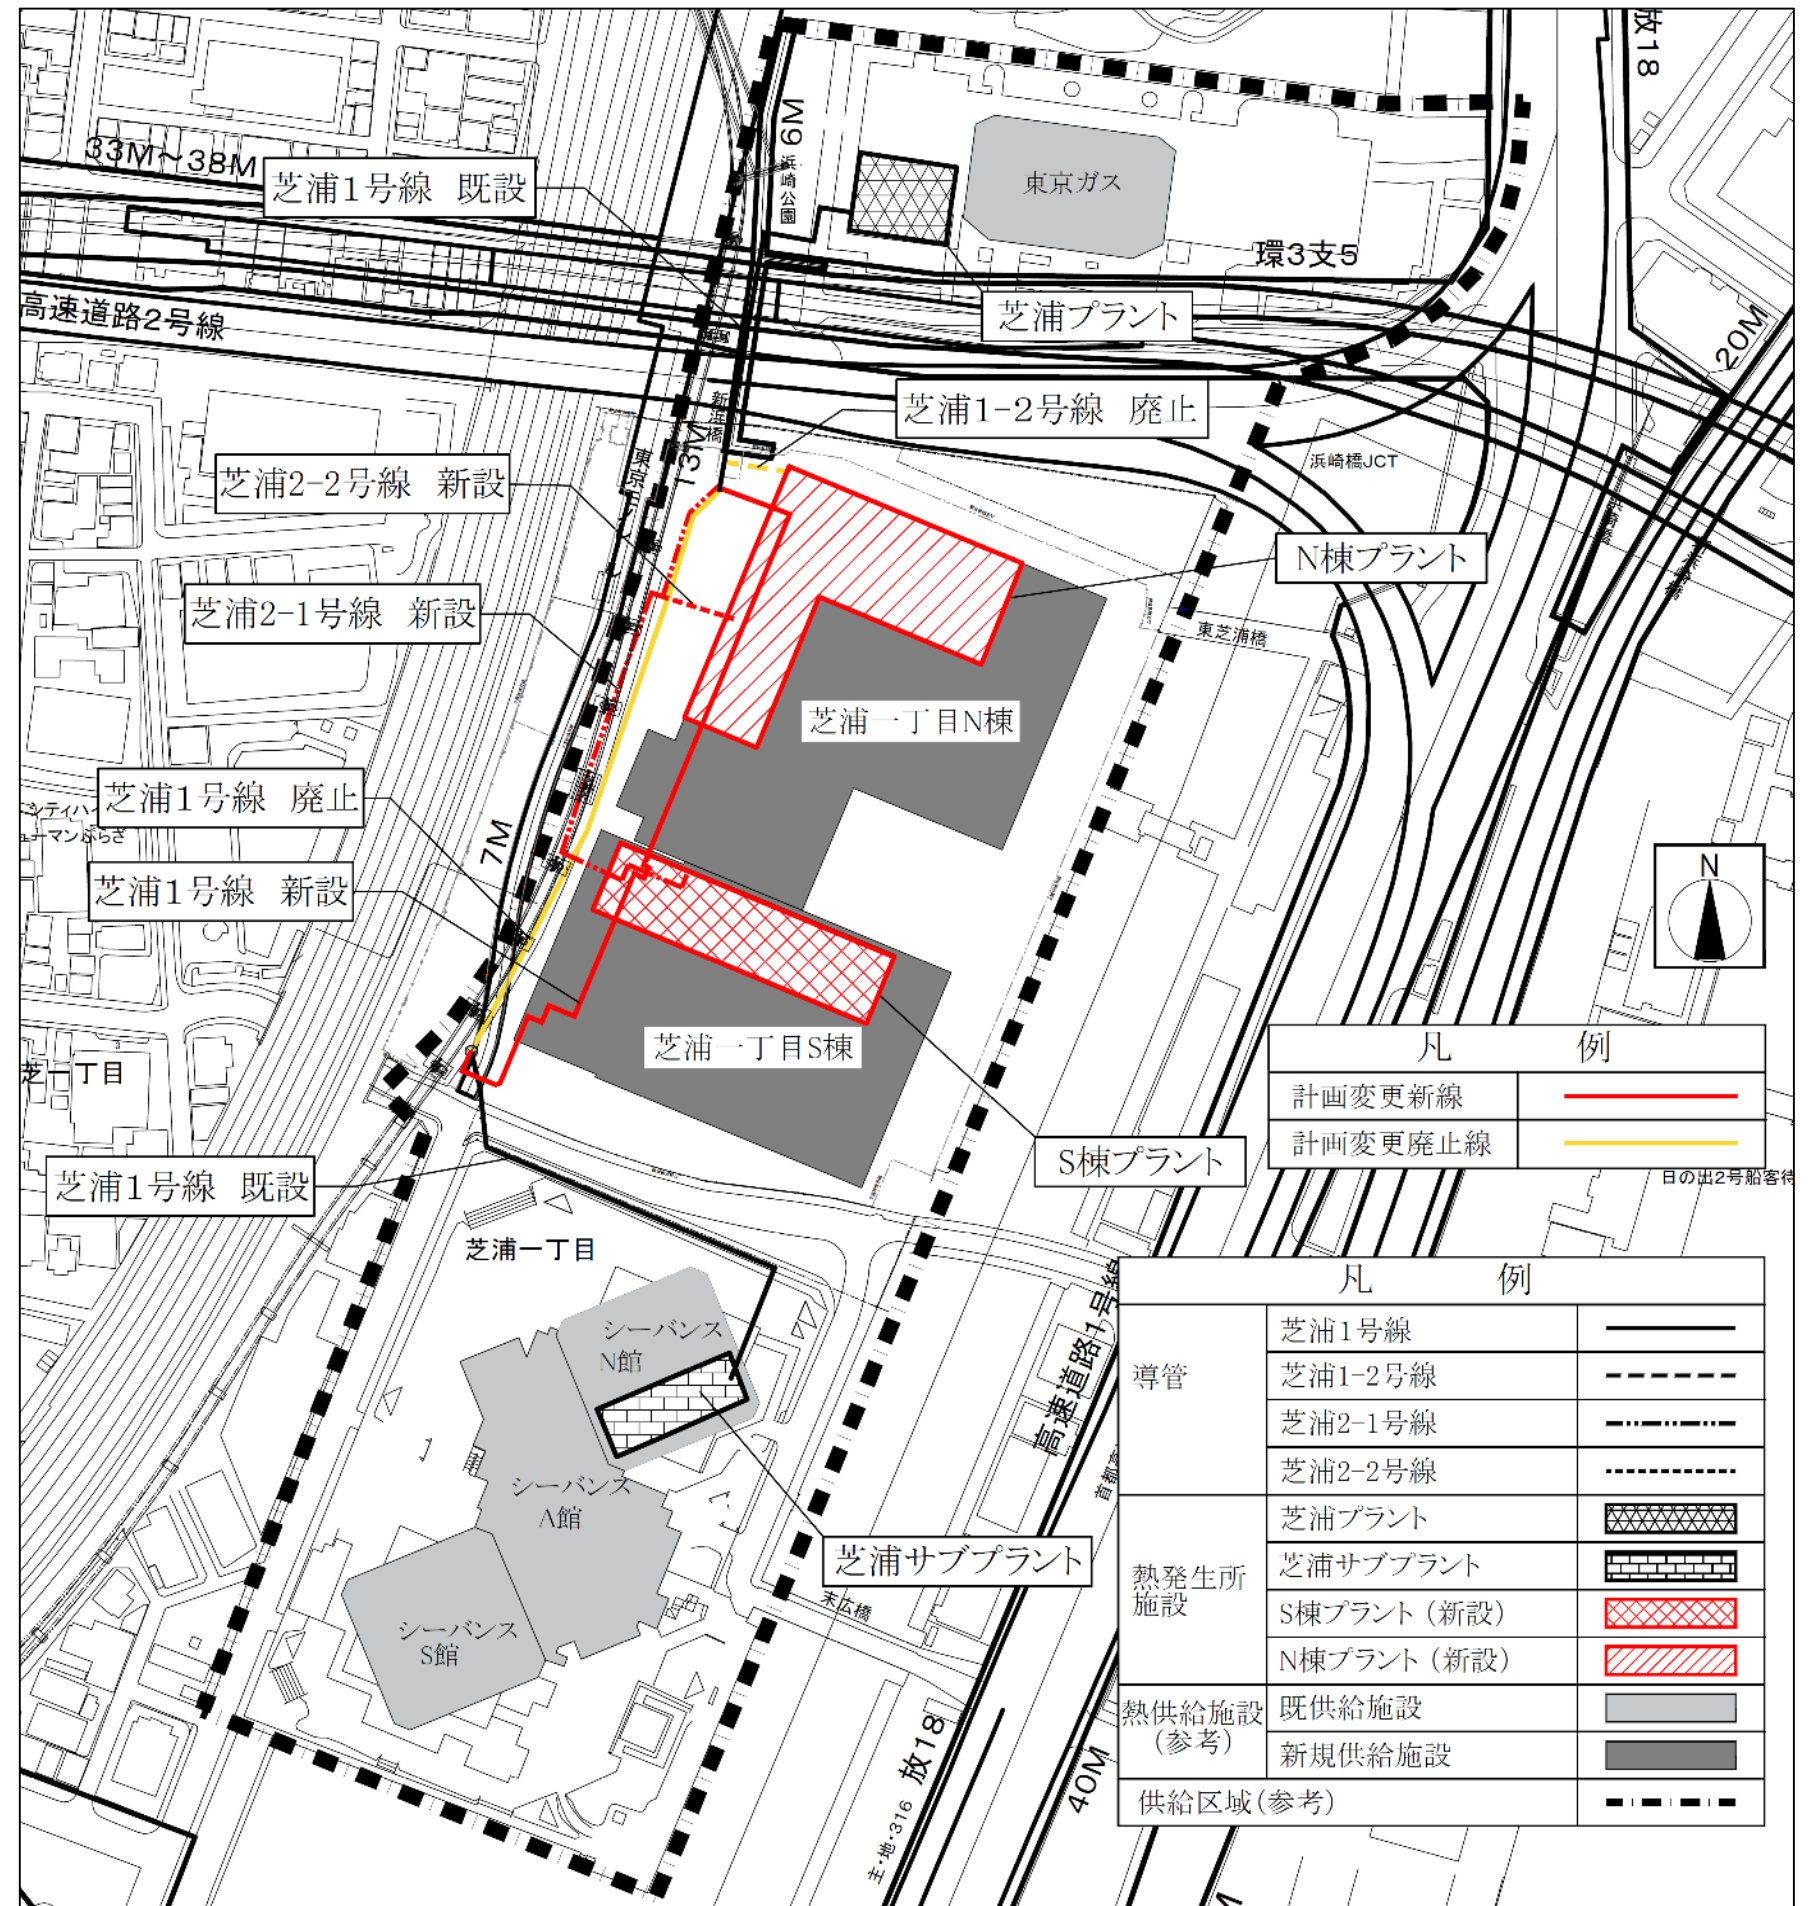 放18
33M～38M
6M
浜崎公園
芝浦1号線 既設
東京ガス
環3支5
高速道路2号線
芝浦プラント
20M
芝浦1-2号線 廃止
新浜橋
13M
浜崎橋JCT
芝浦2-2号線 新設
N棟プラント
芝浦2-1号線 新設
東芝浦橋
芝浦一丁目N棟
芝浦1号線 廃止
7M
芝浦1号線 新設
N
芝浦一丁目S棟
芝一丁目
凡 例
計画変更新線
計画変更廃止線
S棟プラント
芝浦1号線 既設
日の出2号船客待
芝浦一丁目
高速道路1号線
シーバンス
N館
シーバンス
A館
芝浦サブプラント
末広橋
シーバンス
S館
放18
主・地・316
40M
凡 例
導管
芝浦1号線
芝浦1-2号線
芝浦2-1号線
芝浦2-2号線
熱発生所
施設
芝浦プラント
芝浦サブプラント
S棟プラント（新設）
N棟プラント（新設）
熱供給施設
（参考）
既供給施設
新規供給施設
供給区域（参考）